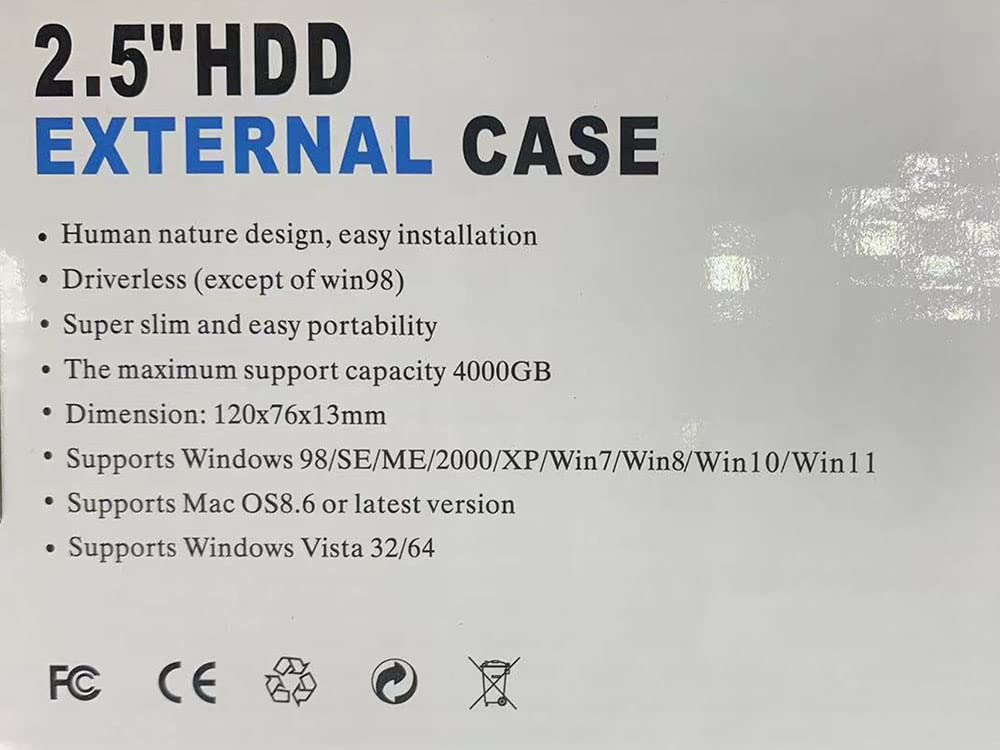 2.5"HDD
EXTERNAL CASE
• Human nature design, easy installation
• Driverless (except of win98)
• Super slim and easy portability
• The maximum support capacity 4000GB
• Dimension: 120x76x13mm
• Supports Windows 98/SE/ME/2000/XP/Win7/Win8/Win10/Win11
• Supports Mac OS8.6 or latest version
• Supports Windows Vista 32/64
FC CE